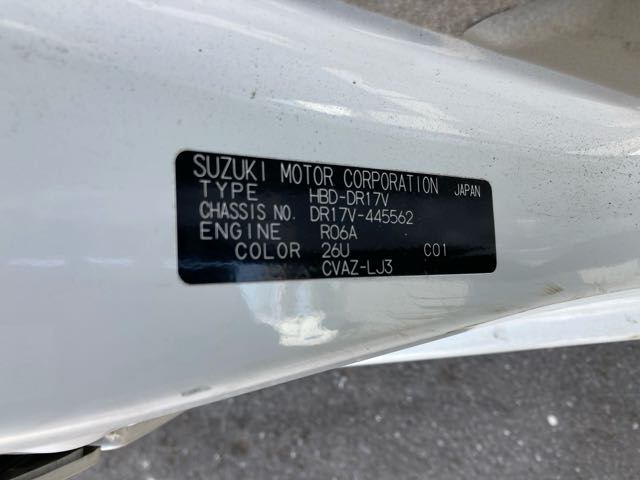 SUZUKI MOTOR CORPORATION JAPAN
TYPE HBD-DR17V
CHASSIS NO. DR17V-445562
ENGINE R06A
COLOR 26U C01
CVAZ-LJ3